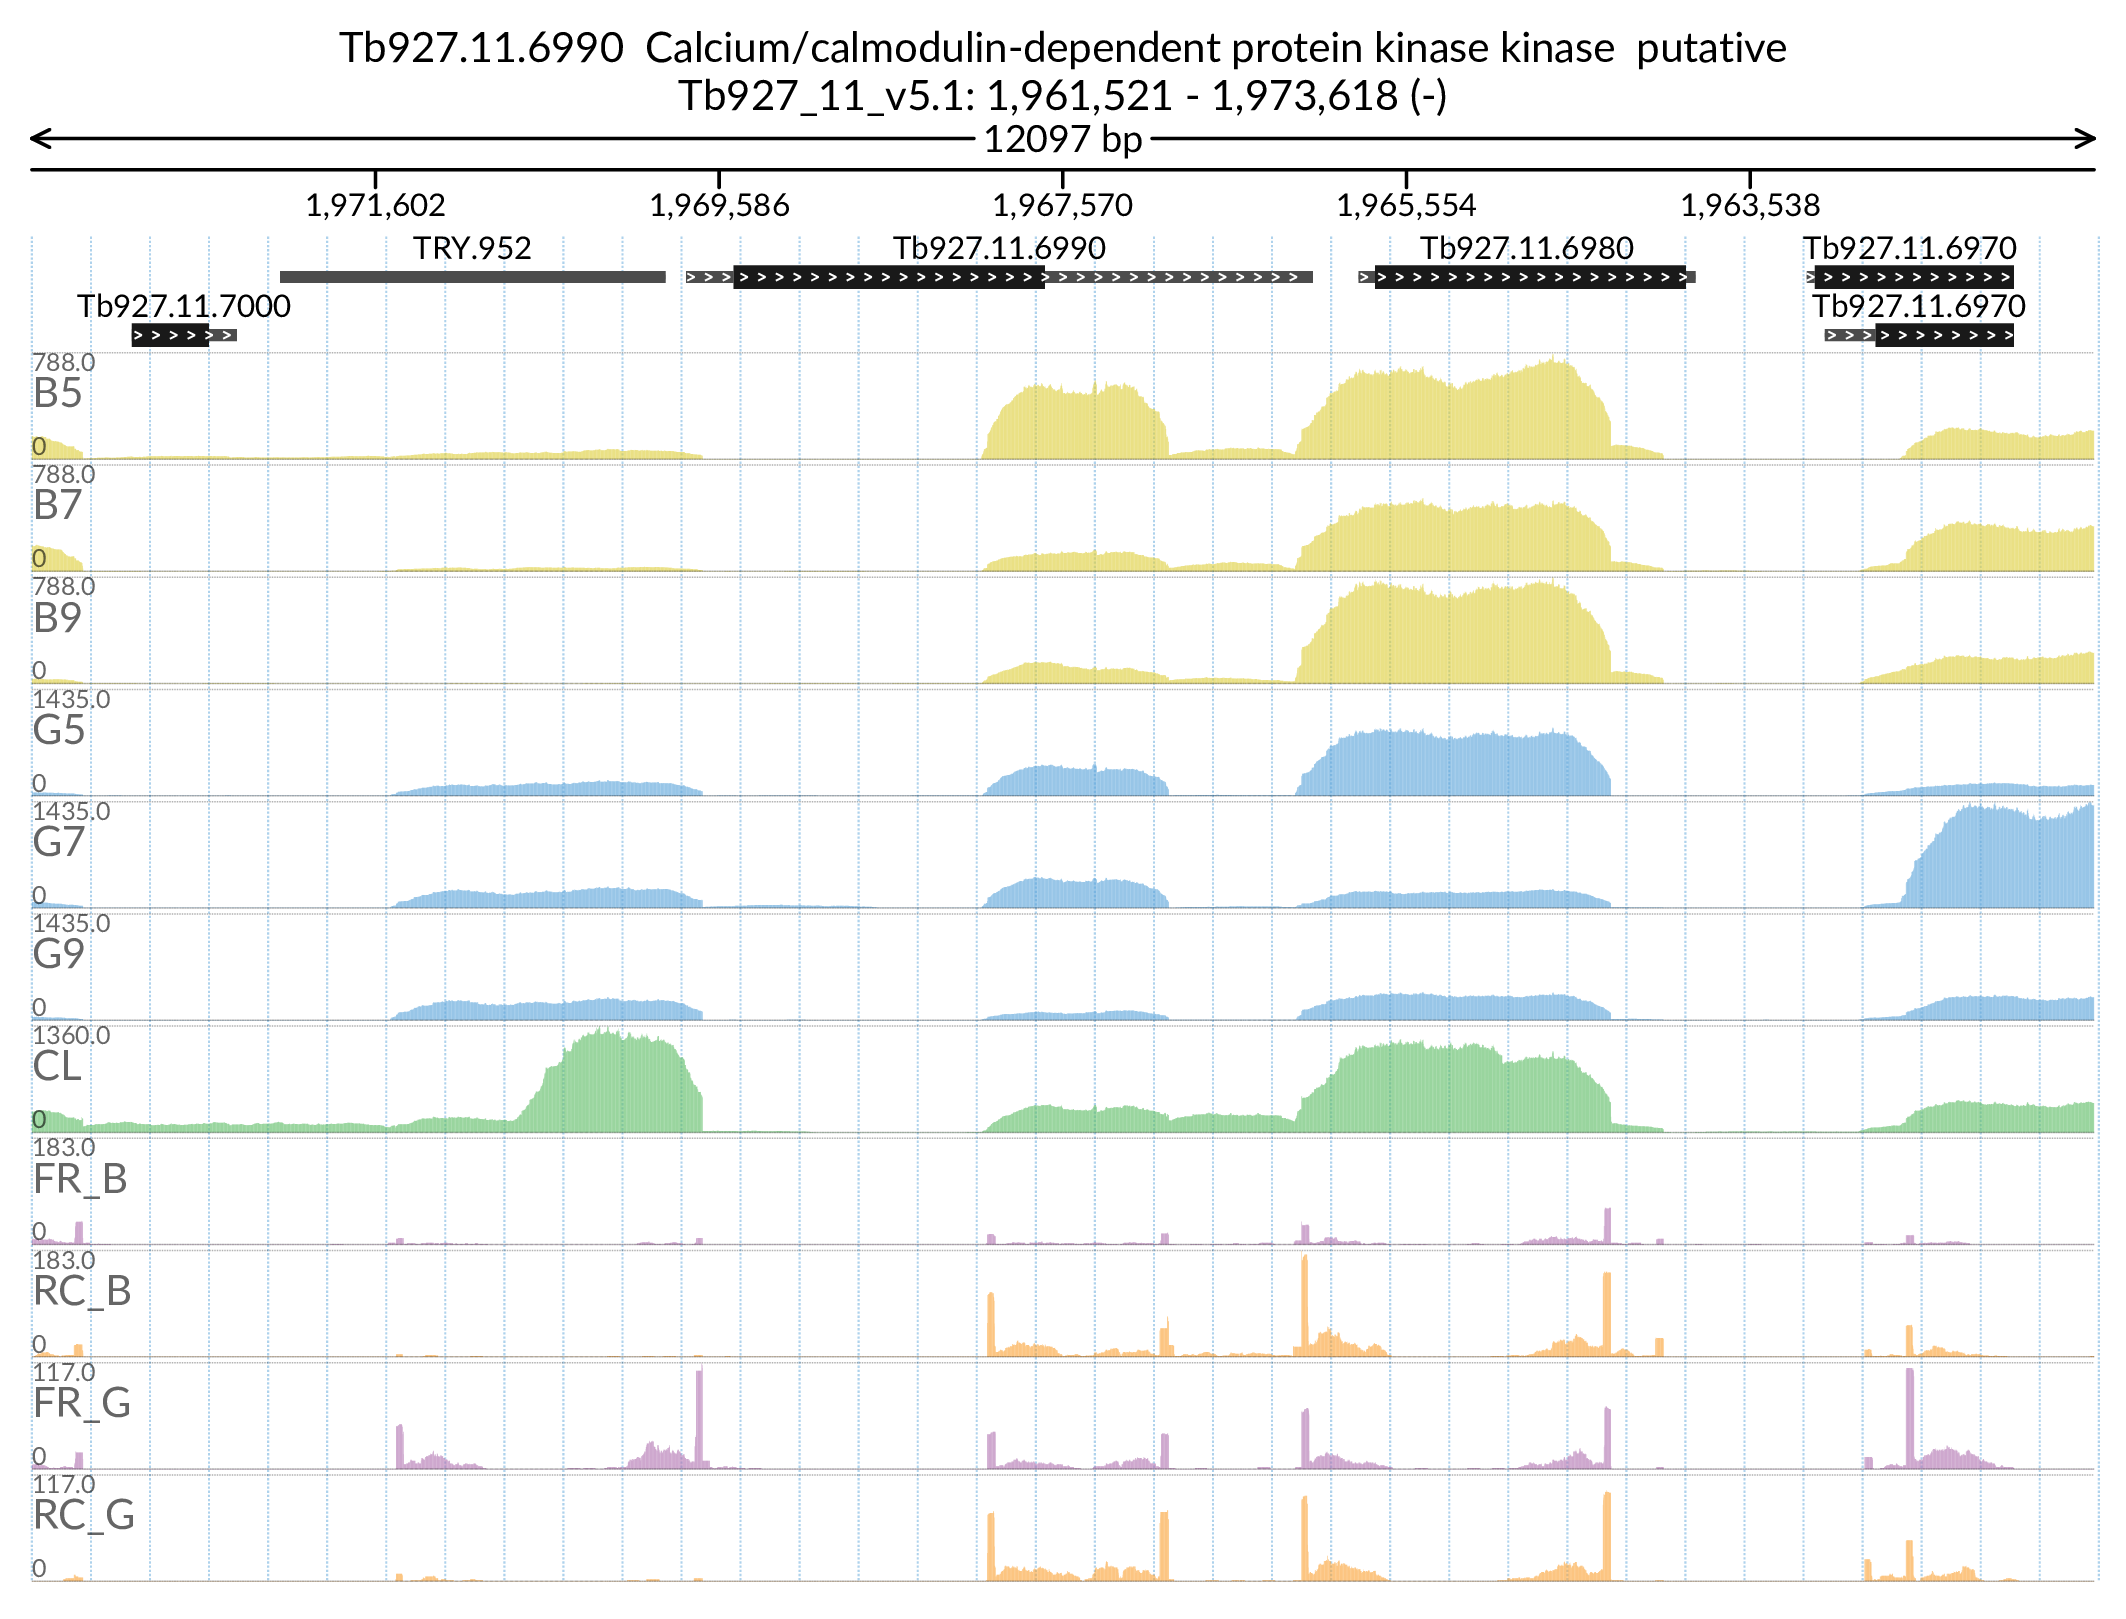 Tb927.11.6990  Calcium/calmodulin-dependent protein kinase kinase  putative
Tb927_11_v5.1: 1,961,521 - 1,973,618 (-)
12097 bp
1,971,602 1,969,586 1,967,570 1,965,554 1,963,538
TRY.952 Tb927.11.6990 Tb927.11.6980 Tb927.11.6970
Tb927.11.7000 Tb927.11.6970
788.0
B5
0
788.0
B7
0
788.0
B9
0
1435.0
G5
0
1435.0
G7
0
1435.0
G9
0
1360.0
CL
0
183.0
FR_B
0
183.0
RC_B
0
117.0
FR_G
0
117.0
RC_G
0